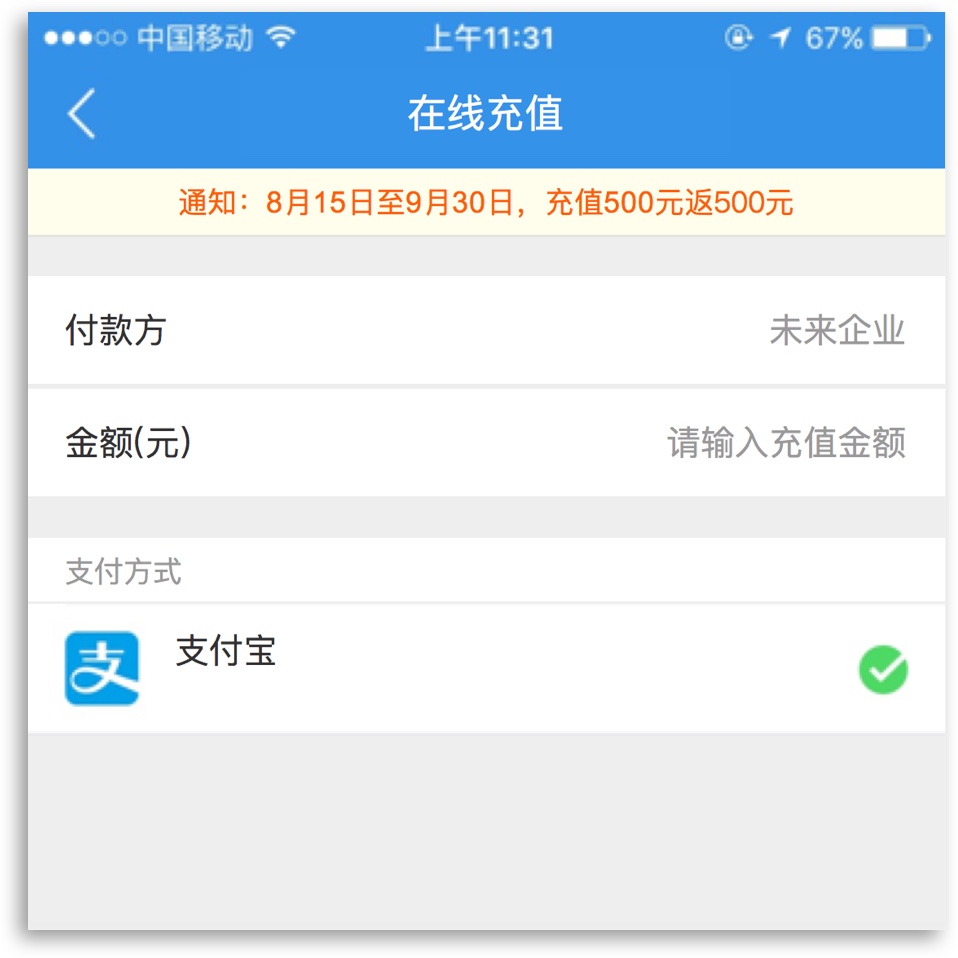 中国移动 上午11:31 67%
在线充值
通知：8月15日至9月30日，充值500元返500元
付款方 未来企业
金额(元) 请输入充值金额
支付方式
支 支付宝